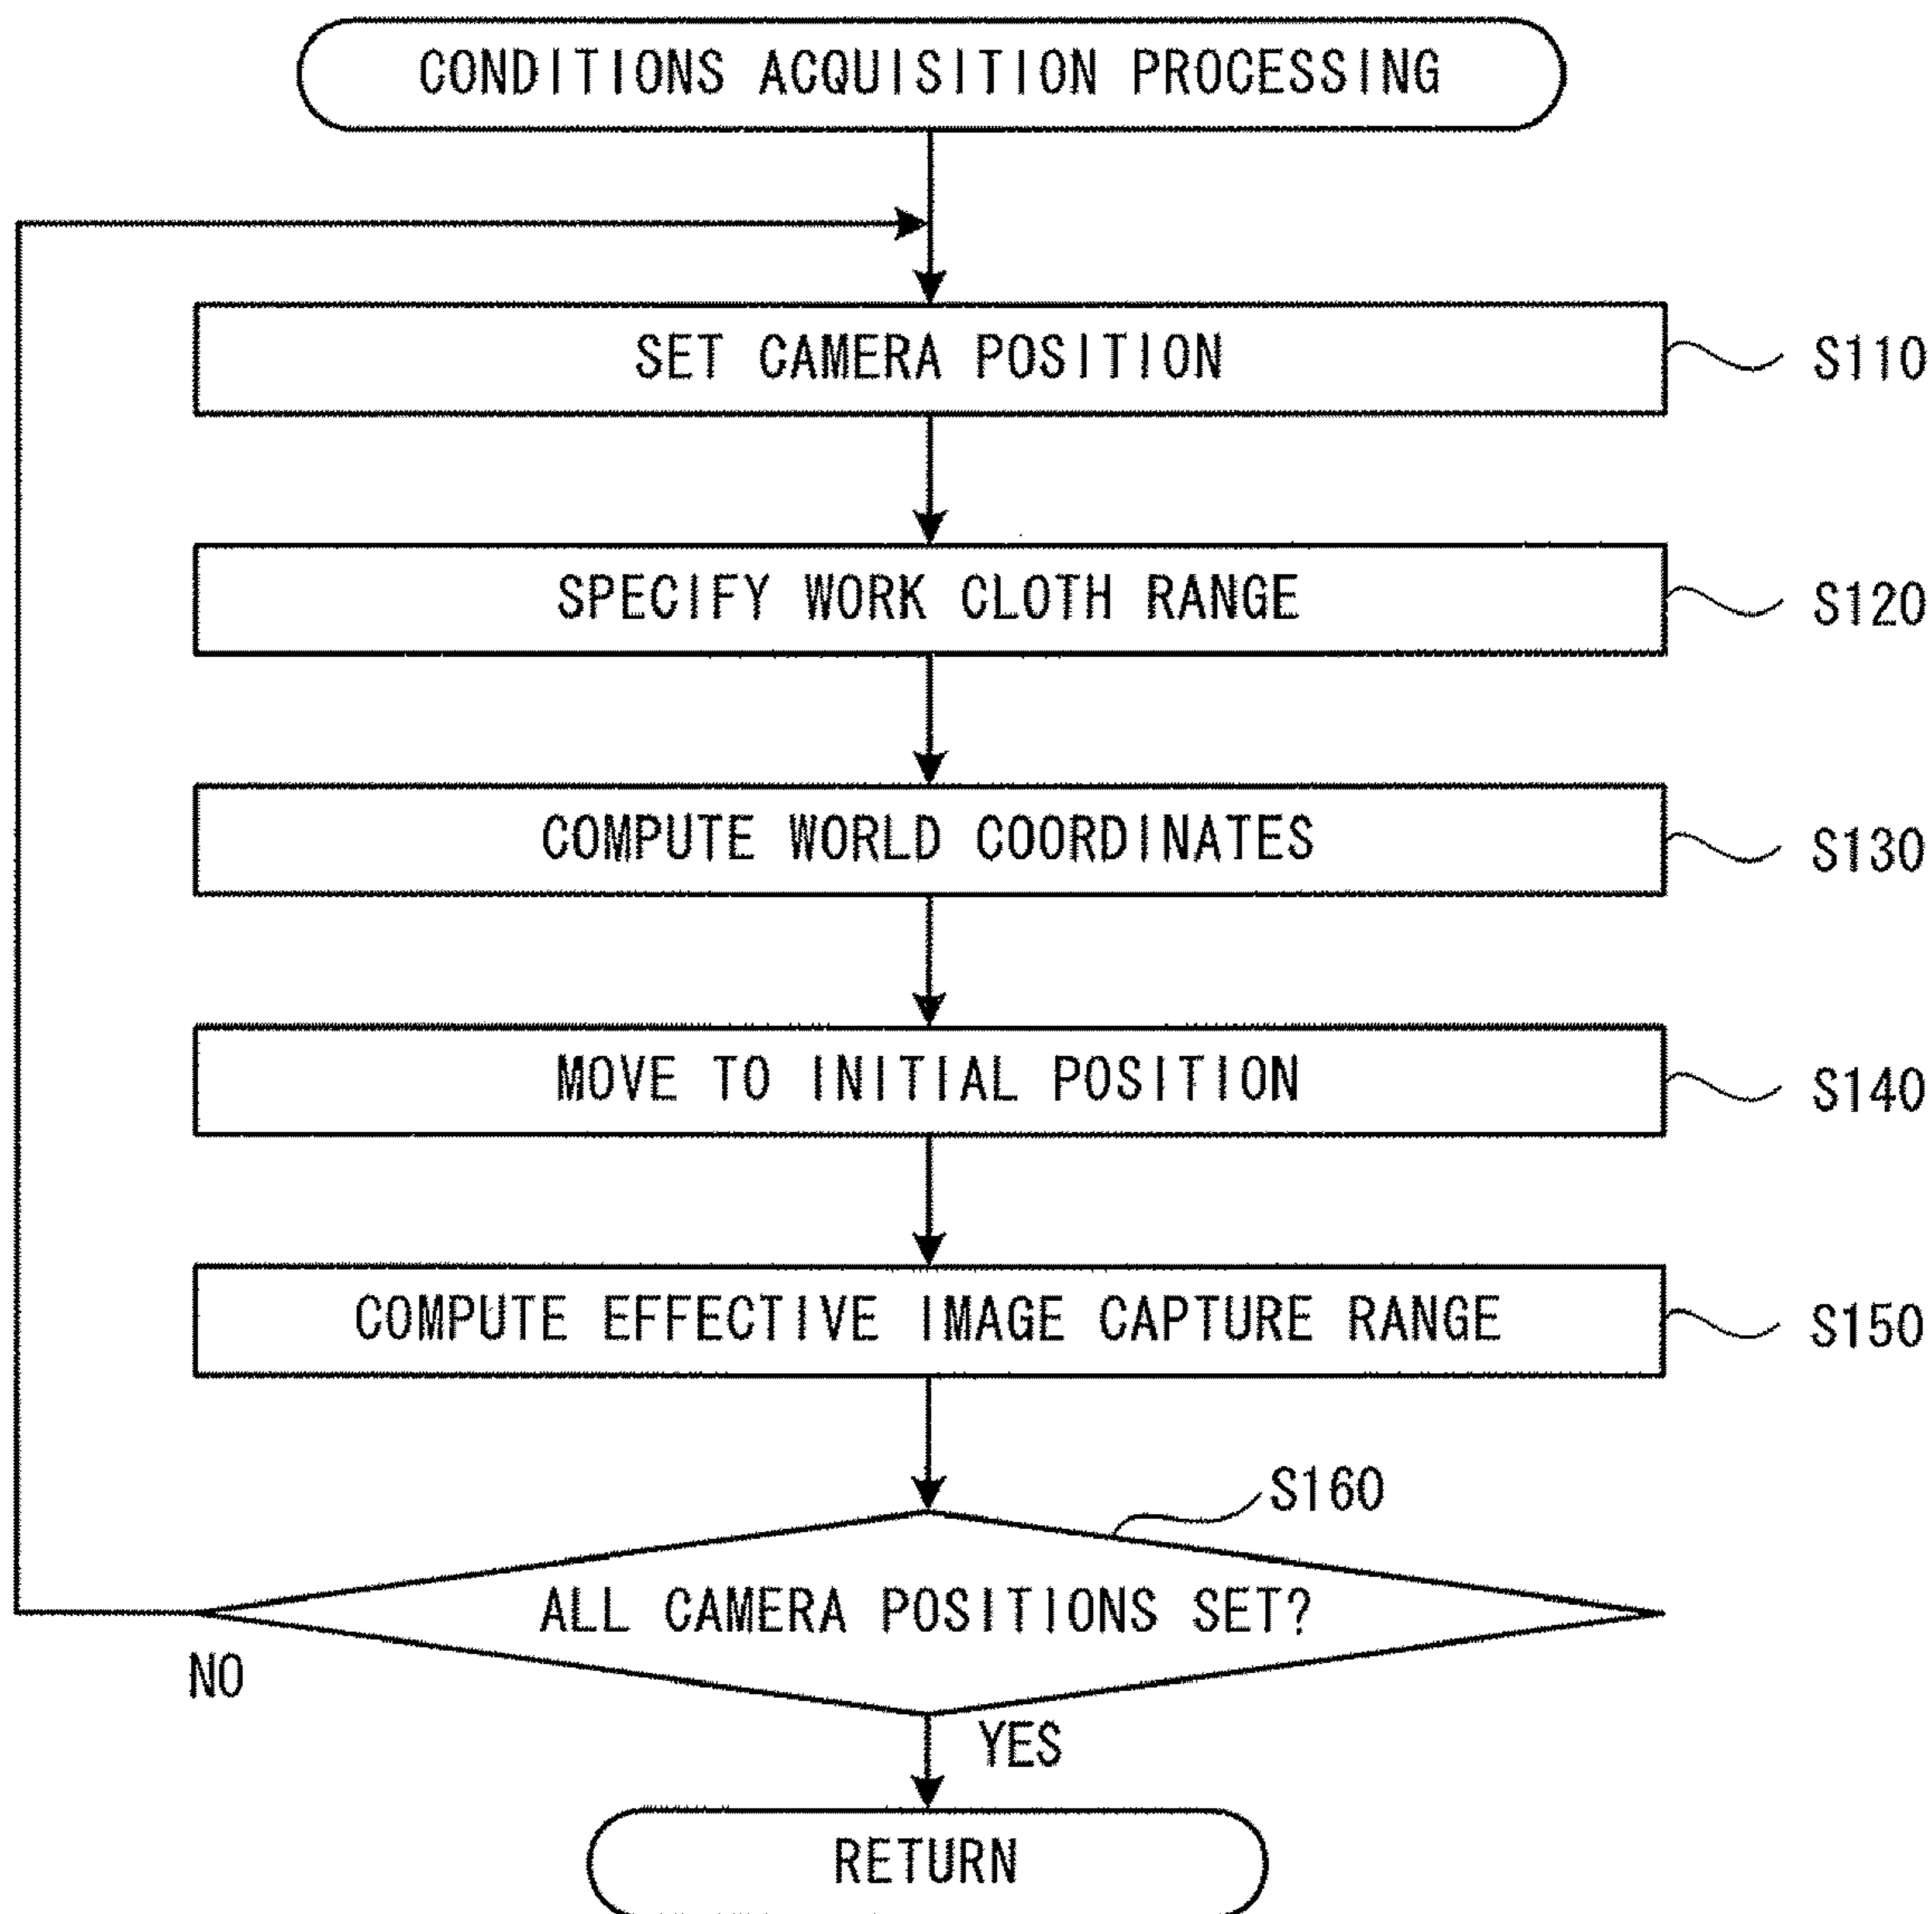 CONDITIONS ACQUISITION PROCESSING
SET CAMERA POSITION
S110
SPECIFY WORK CLOTH RANGE
S120
COMPUTE WORLD COORDINATES
S130
MOVE TO INITIAL POSITION
S140
COMPUTE EFFECTIVE IMAGE CAPTURE RANGE
S150
S160
ALL CAMERA POSITIONS SET?
NO
YES
RETURN